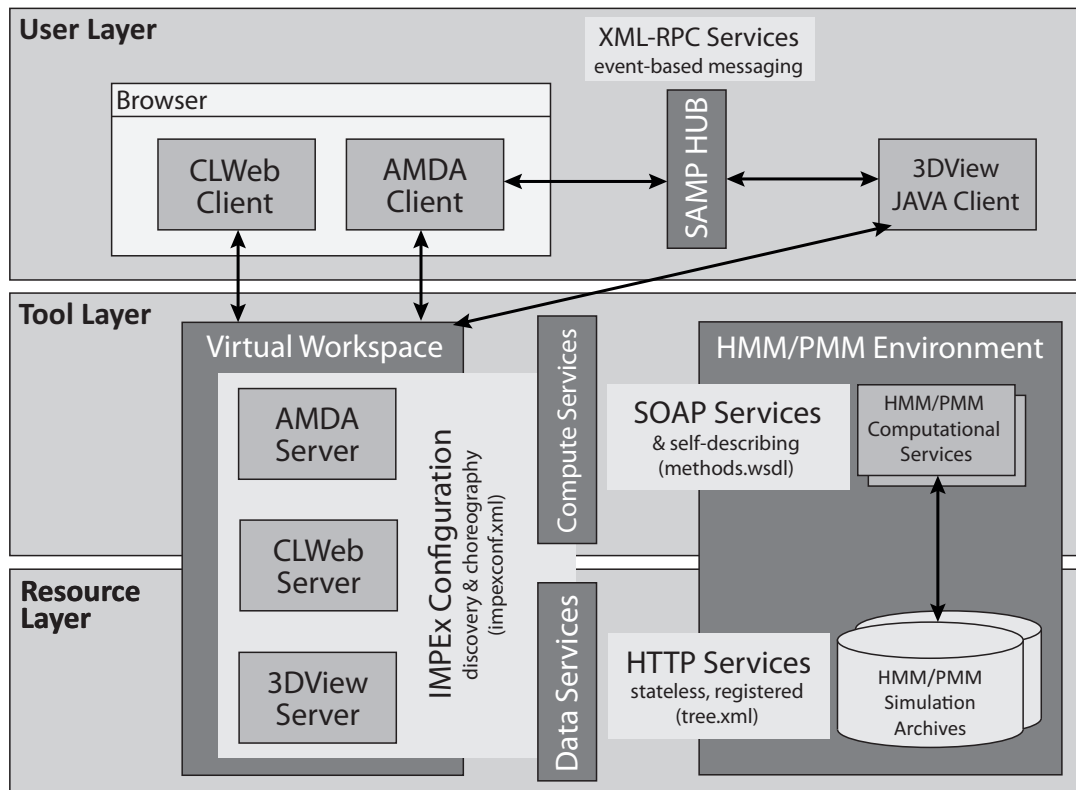 User Layer
XML-RPC Services
event-based messaging
Browser
CLWeb
Client
AMDA
Client
SAMP HUB
3DView
JAVA Client
Tool Layer
Virtual Workspace
AMDA
Server
CLWeb
Server
3DView
Server
IMPEx Configuration
discovery & choreography
(impexconf.xml)
Compute Services
HMM/PMM Environment
SOAP Services
& self-describing
(methods.wsdl)
HMM/PMM
Computational
Services
Resource
Layer
Data Services
HTTP Services
stateless, registered
(tree.xml)
HMM/PMM
Simulation
Archives